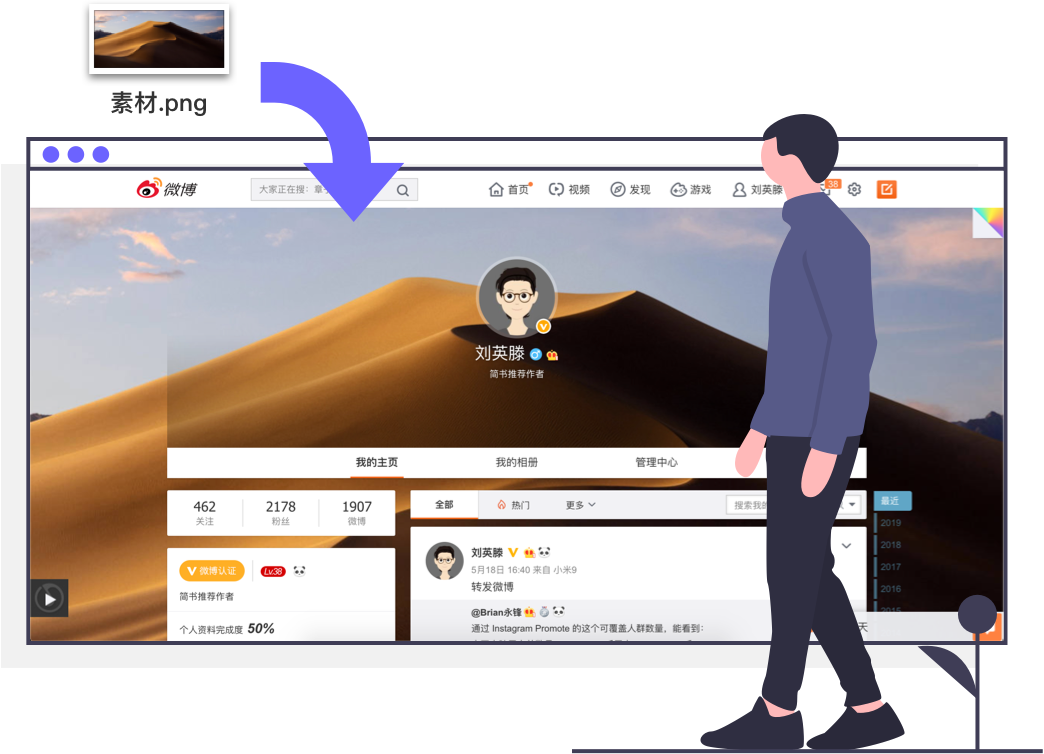 素材.png
微博
大家正在搜：
首页
视频
发现
游戏
刘英滕
38
刘英滕
简书推荐作者
我的主页
我的相册
管理中心
462
关注
2178
粉丝
1907
微博
全部
热门
更多
搜索我的
最近
2019
2018
2017
2016
2015
微博认证
Lv.38
简书推荐作者
个人资料完成度 50%
刘英滕
5月18日 16:40 来自 小米9
转发微博
@Brian永锋
通过 Instagram Promote 的这个可覆盖人群数量，能看到：
天